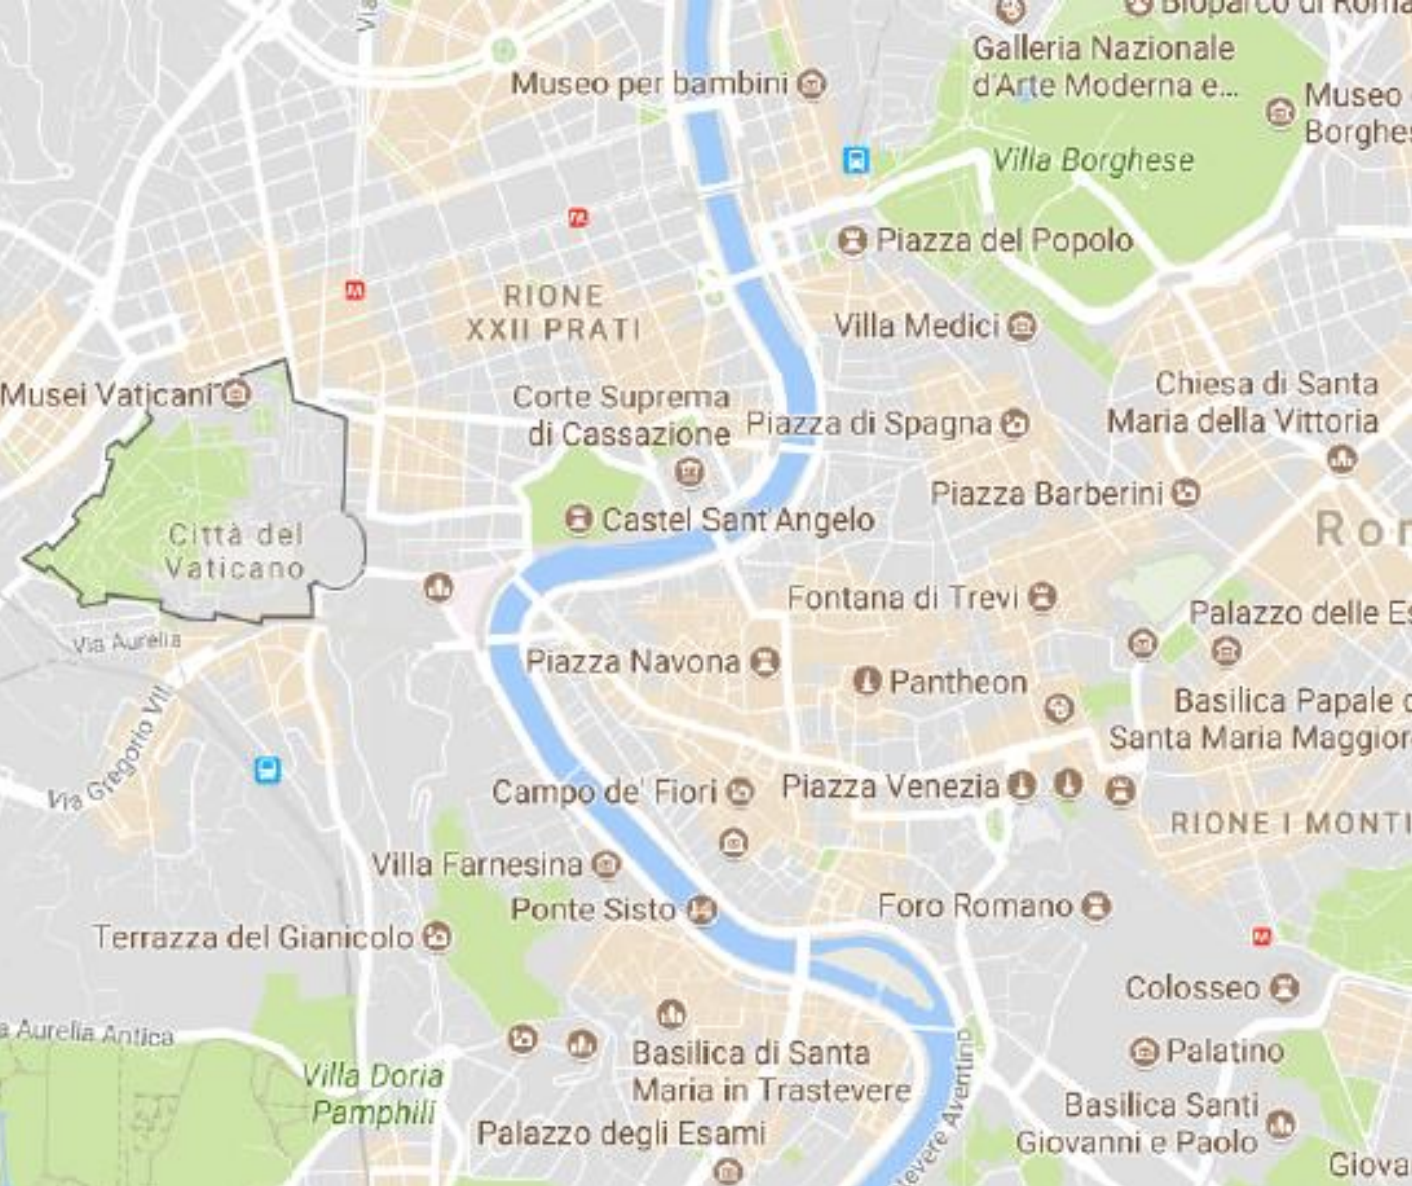 Via
Bioparco di Roma
Galleria Nazionale
d'Arte Moderna e...
Museo per bambini
Museo
Borghes
Villa Borghese
Piazza del Popolo
RIONE
XXII PRATI
Villa Medici
Musei Vaticani
Corte Suprema
di Cassazione
Piazza di Spagna
Chiesa di Santa
Maria della Vittoria
Piazza Barberini
Castel Sant'Angelo
Ror
Città del
Vaticano
Fontana di Trevi
Palazzo delle Es
Via Aurelia
Piazza Navona
Pantheon
Basilica Papale d
Santa Maria Maggior
Via Gregorio VII
Campo de' Fiori
Piazza Venezia
RIONE I MONTI
Villa Farnesina
Ponte Sisto
Foro Romano
Terrazza del Gianicolo
Colosseo
a Aurelia Antica
Basilica di Santa
Maria in Trastevere
Palatino
Villa Doria
Pamphili
Basilica Santi
Giovanni e Paolo
Palazzo degli Esami
tevere Aventino
Giova